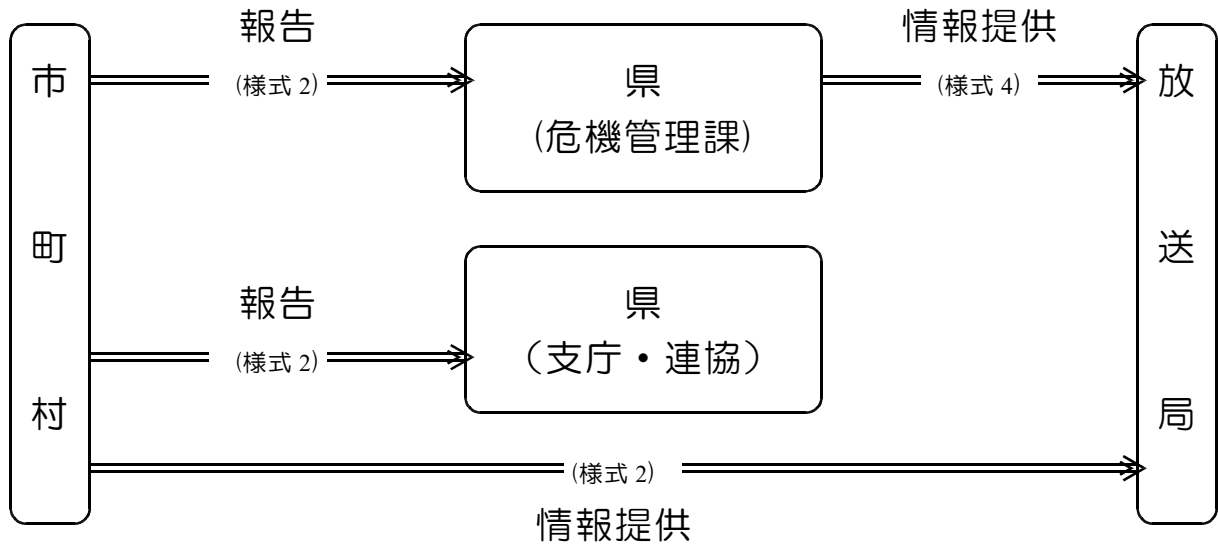 市町村
報告
(様式 2)
県
(危機管理課)
情報提供
(様式 4)
放送局
報告
(様式 2)
県
（支庁・連協）
(様式 2)
情報提供